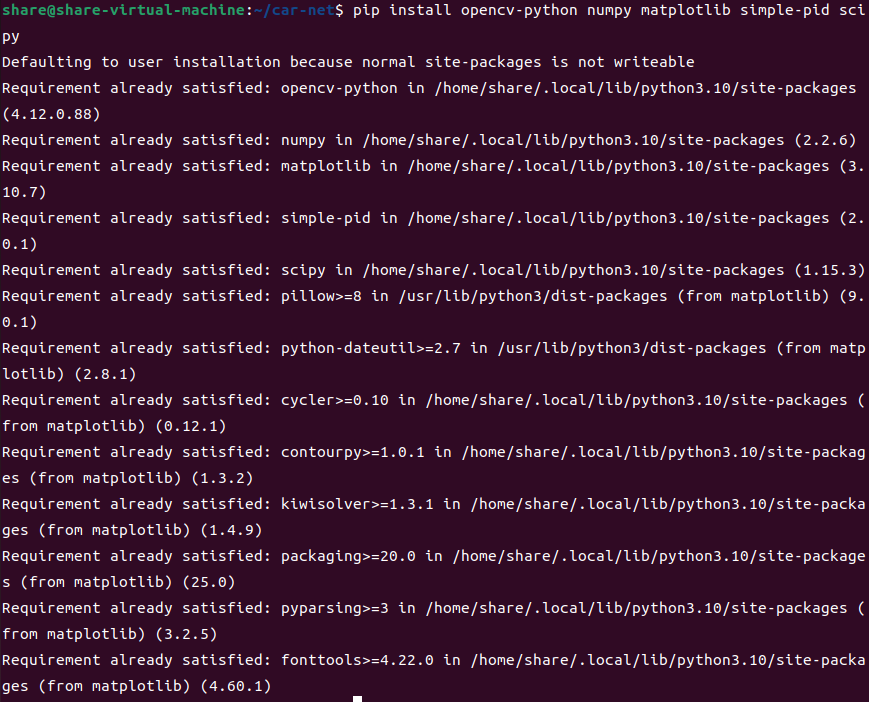 share@share-virtual-machine:~/car-net$ pip install opencv-python numpy matplotlib simple-pid sci
py
Defaulting to user installation because normal site-packages is not writeable
Requirement already satisfied: opencv-python in /home/share/.local/lib/python3.10/site-packages
(4.12.0.88)
Requirement already satisfied: numpy in /home/share/.local/lib/python3.10/site-packages (2.2.6)
Requirement already satisfied: matplotlib in /home/share/.local/lib/python3.10/site-packages (3.
10.7)
Requirement already satisfied: simple-pid in /home/share/.local/lib/python3.10/site-packages (2.
0.1)
Requirement already satisfied: scipy in /home/share/.local/lib/python3.10/site-packages (1.15.3)
Requirement already satisfied: pillow>=8 in /usr/lib/python3/dist-packages (from matplotlib) (9.
0.1)
Requirement already satisfied: python-dateutil>=2.7 in /usr/lib/python3/dist-packages (from matp
lotlib) (2.8.1)
Requirement already satisfied: cycler>=0.10 in /home/share/.local/lib/python3.10/site-packages (
from matplotlib) (0.12.1)
Requirement already satisfied: contourpy>=1.0.1 in /home/share/.local/lib/python3.10/site-packag
es (from matplotlib) (1.3.2)
Requirement already satisfied: kiwisolver>=1.3.1 in /home/share/.local/lib/python3.10/site-packa
ges (from matplotlib) (1.4.9)
Requirement already satisfied: packaging>=20.0 in /home/share/.local/lib/python3.10/site-package
s (from matplotlib) (25.0)
Requirement already satisfied: pyparsing>=3 in /home/share/.local/lib/python3.10/site-packages (
from matplotlib) (3.2.5)
Requirement already satisfied: fonttools>=4.22.0 in /home/share/.local/lib/python3.10/site-packa
ges (from matplotlib) (4.60.1)